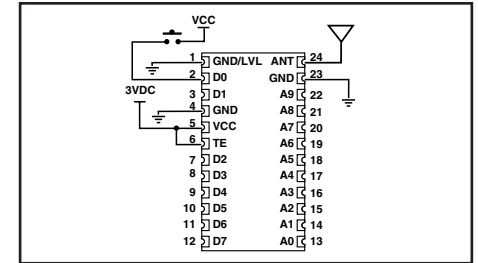 VCC
1 GND/LVL ANT 24
2 D0 GND 23
3VDC
3 D1 A9 22
4 GND A8 21
5 VCC A7 20
6 TE A6 19
7 D2 A5 18
8 D3 A4 17
9 D4 A3 16
10 D5 A2 15
11 D6 A1 14
12 D7 A0 13